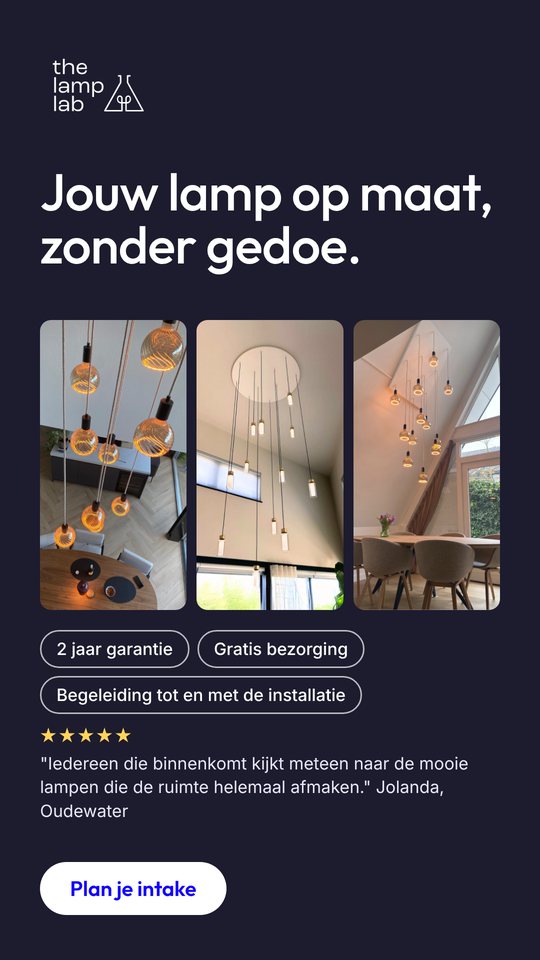 the
lamp
lab
Jouw lamp op maat,
zonder gedoe.
2 jaar garantie
Gratis bezorging
Begeleiding tot en met de installatie
★★★★★
"Iedereen die binnenkomt kijkt meteen naar de mooie
lampen die de ruimte helemaal afmaken." Jolanda,
Oudewater
Plan je intake